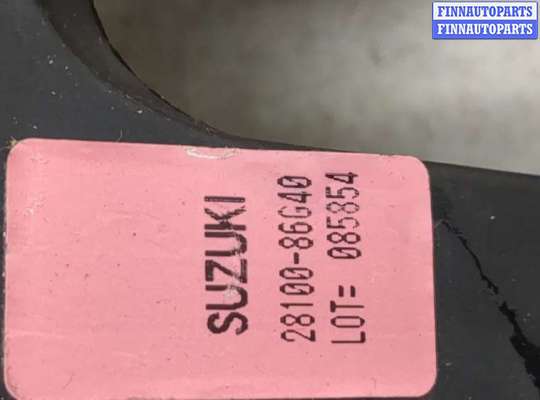 FINNAUTOPARTS
FINNAUTOPARTS
SUZUKI
28100-86G40
LOT= 085854